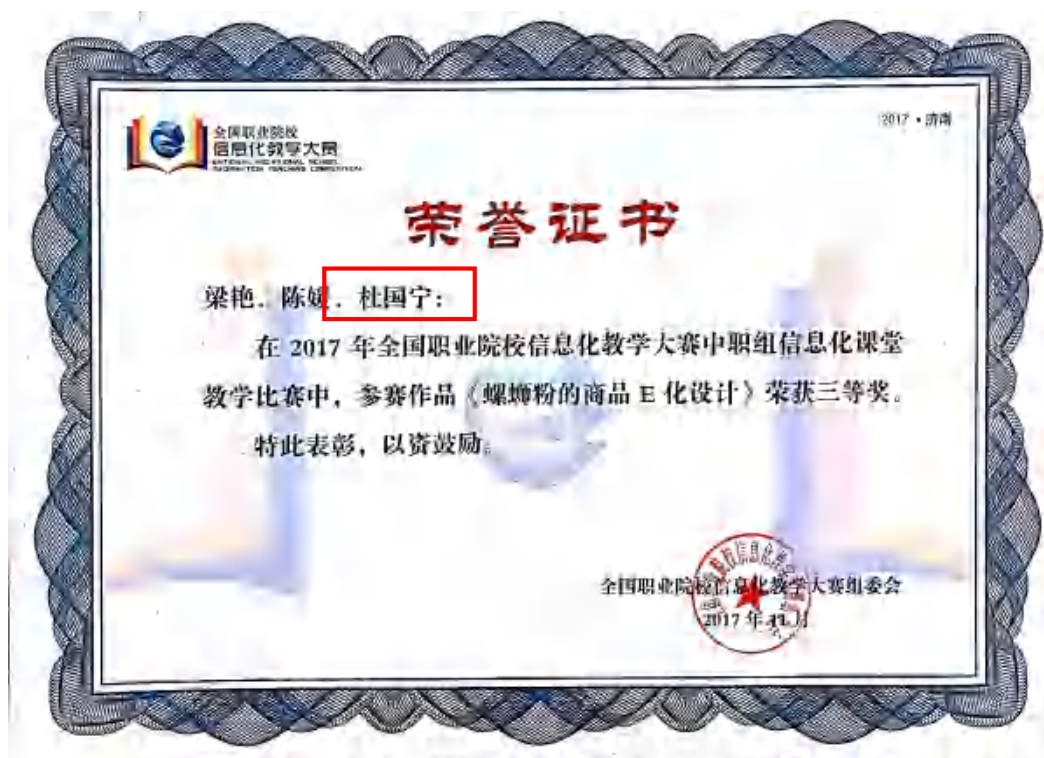 2017·济南
全国职业院校
信息化教学大赛
荣誉证书
梁艳、陈媛、杜国宁：
在 2017 年全国职业院校信息化教学大赛中职组信息化课堂
教学比赛中，参赛作品《螺蛳粉的商品 E 化设计》荣获三等奖。
特此表彰，以资鼓励。
全国职业院校信息化教学大赛组委会
2017 年 11 月